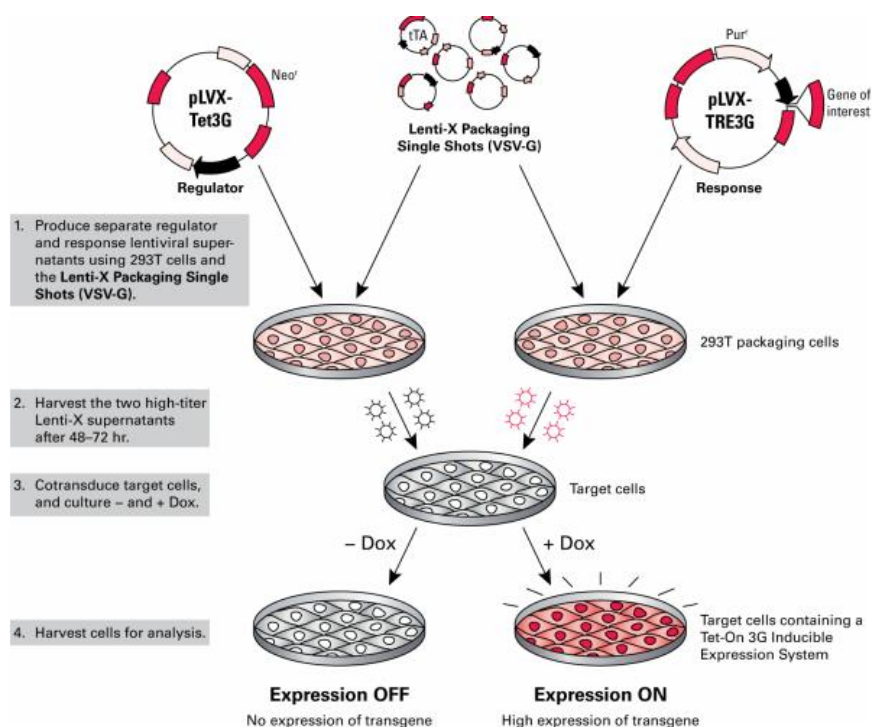 tTA
Purʳ
Neoʳ
pLVX-
Tet3G
pLVX-
TRE3G
Gene of
interest
Lenti-X Packaging
Single Shots (VSV-G)
Regulator
Response
1. Produce separate regulator
and response lentiviral super-
natants using 293T cells and
the Lenti-X Packaging Single
Shots (VSV-G).
293T packaging cells
2. Harvest the two high-titer
Lenti-X supernatants
after 48–72 hr.
3. Cotransduce target cells,
and culture – and + Dox.
Target cells
– Dox
+ Dox
4. Harvest cells for analysis.
Target cells containing a
Tet-On 3G Inducible
Expression System
Expression OFF
No expression of transgene
Expression ON
High expression of transgene